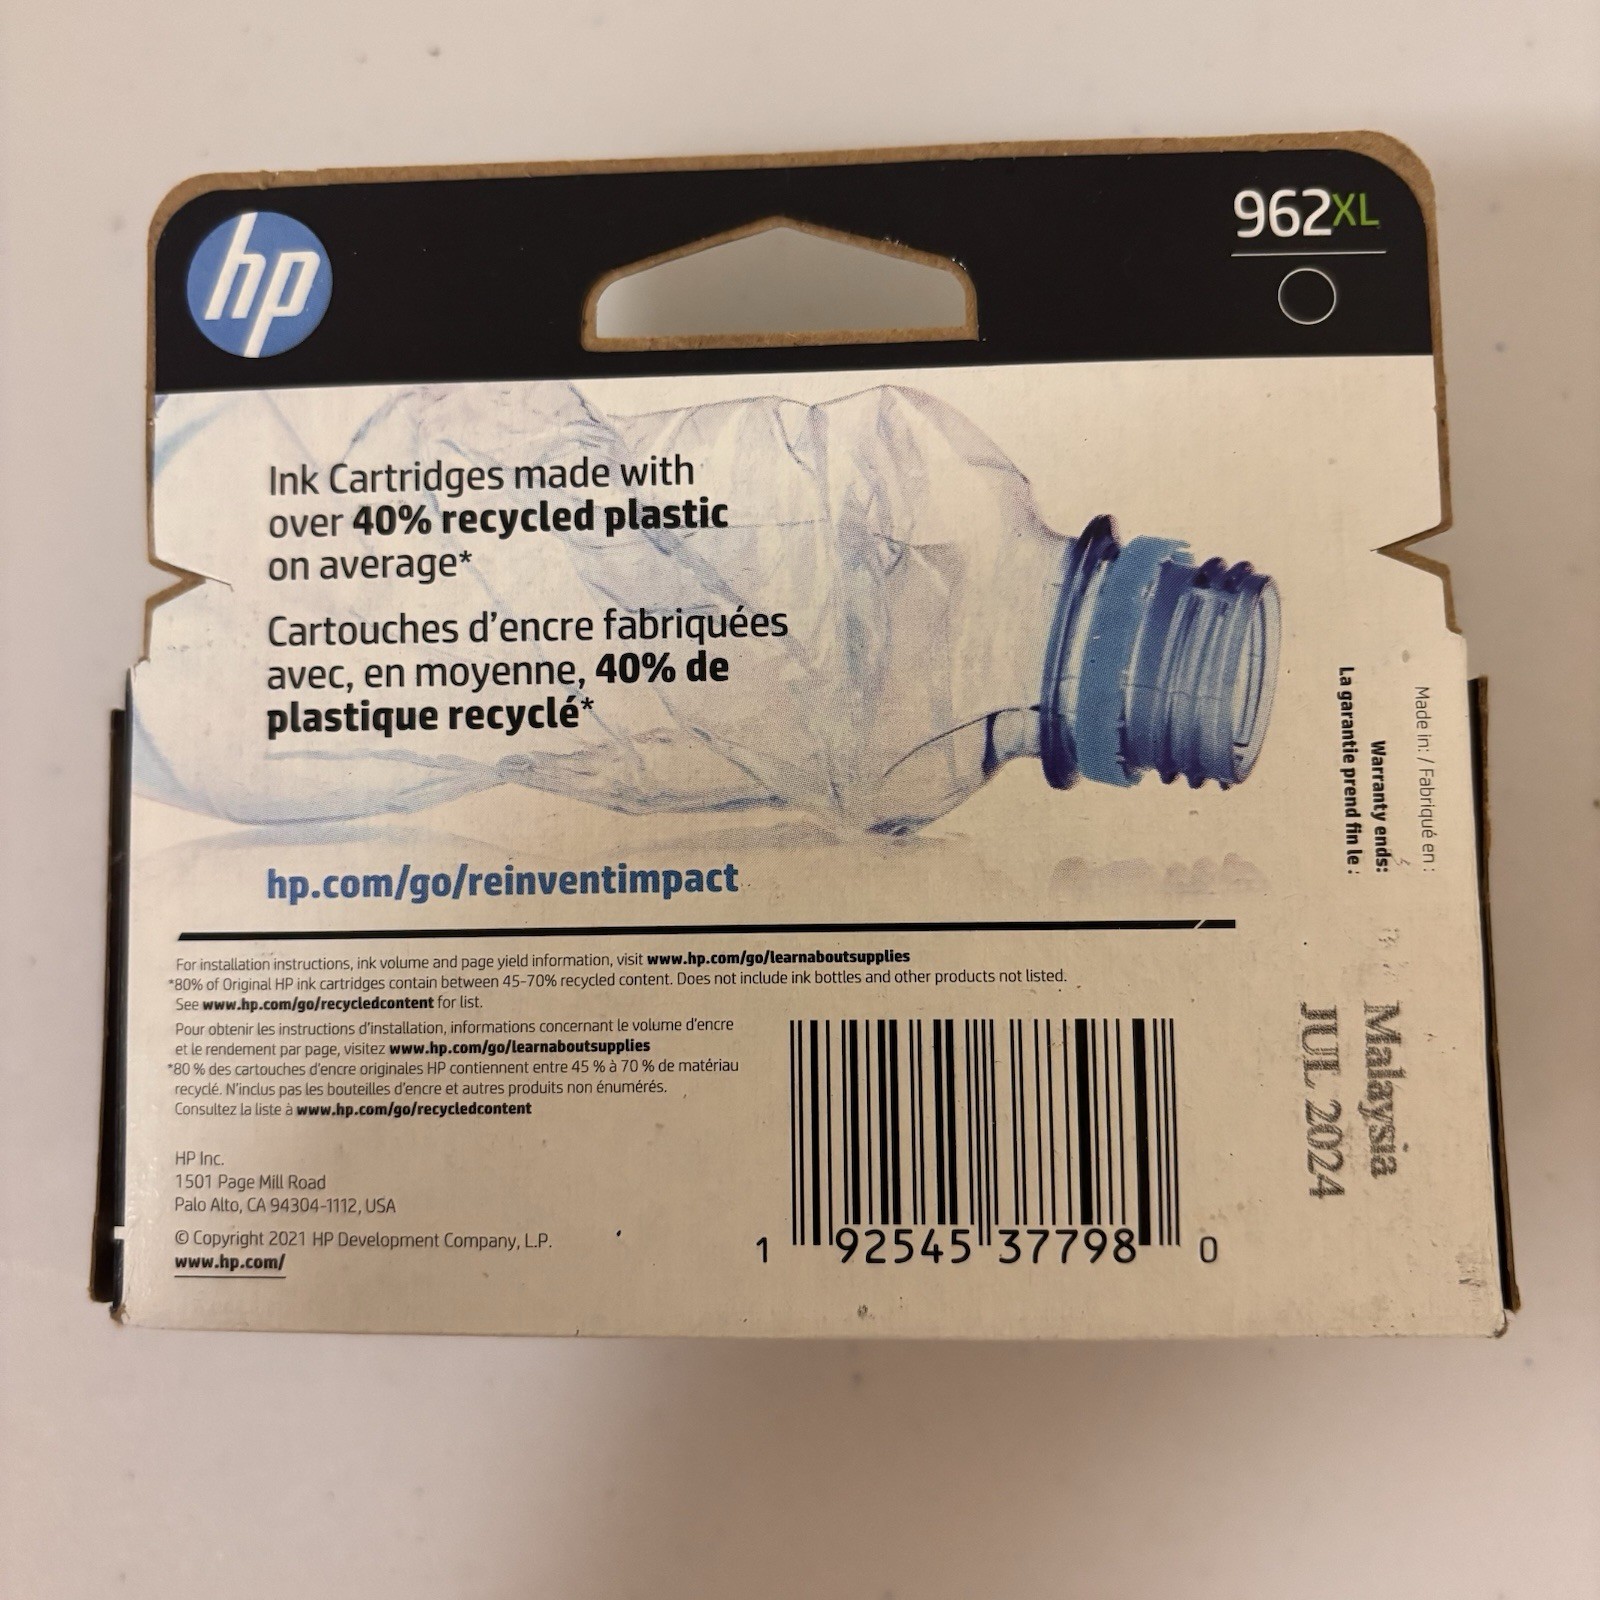 hp
962XL
Ink Cartridges made with
over 40% recycled plastic
on average*
Cartouches d'encre fabriquées
avec, en moyenne, 40% de
plastique recyclé*
hp.com/go/reinventimpact
For installation instructions, ink volume and page yield information, visit www.hp.com/go/learnaboutsupplies
*80% of Original HP ink cartridges contain between 45-70% recycled content. Does not include ink bottles and other products not listed.
See www.hp.com/go/recycledcontent for list.
Pour obtenir les instructions d'installation, informations concernant le volume d'encre
et le rendement par page, visitez www.hp.com/go/learnaboutsupplies
*80 % des cartouches d'encre originales HP contiennent entre 45 % à 70 % de matériau
recyclé. N'inclus pas les bouteilles d'encre et autres produits non énumérés.
Consultez la liste à www.hp.com/go/recycledcontent
HP Inc.
1501 Page Mill Road
Palo Alto, CA 94304-1112, USA
© Copyright 2021 HP Development Company, L.P.
www.hp.com/
1 92545 37798 0
Made in: / Fabriqué en :
Warranty ends:
La garantie prend fin le :
Malaysia
JUL 2024